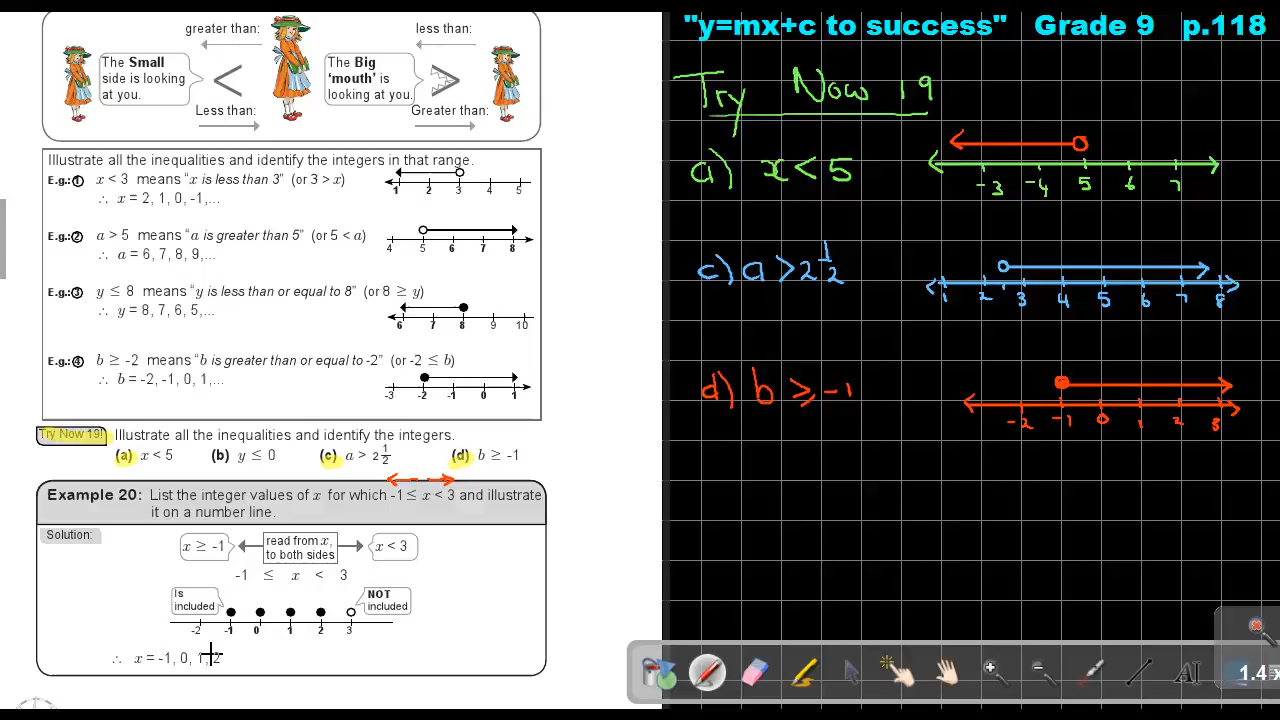 "y=mx+c to success"   Grade 9   p.118
greater than:
less than:
The Small
side is looking
at you.
<
The Big
'mouth' is
looking at you.
>
Less than:
Greater than:
Illustrate all the inequalities and identify the integers in that range.
E.g.:① x < 3 means "x is less than 3" (or 3 > x)
∴ x = 2, 1, 0, -1,...
1 2 3 4 5
E.g.:② a > 5 means "a is greater than 5" (or 5 < a)
∴ a = 6, 7, 8, 9,...
4 5 6 7 8
E.g.:③ y ≤ 8 means "y is less than or equal to 8" (or 8 ≥ y)
∴ y = 8, 7, 6, 5,...
6 7 8 9 10
E.g.:④ b ≥ -2 means "b is greater than or equal to -2" (or -2 ≤ b)
∴ b = -2, -1, 0, 1,...
-3 -2 -1 0 1
Try Now 19! Illustrate all the inequalities and identify the integers.
(a) x < 5 (b) y ≤ 0 (c) a > 2 1/2 (d) b ≥ -1
Example 20: List the integer values of x for which -1 ≤ x < 3 and illustrate
it on a number line.
Solution:
x ≥ -1
read from x,
to both sides
x < 3
-1 ≤ x < 3
Is
included
NOT
included
-2 -1 0 1 2 3
∴ x = -1, 0, 1, 2
Try Now 19
a) x < 5
-3 -4 5 6 7
c) a > 2 1/2
1 2 3 4 5 6 7 8
d) b ≥ -1
-2 -1 0 1 2 3
AI
1.4x